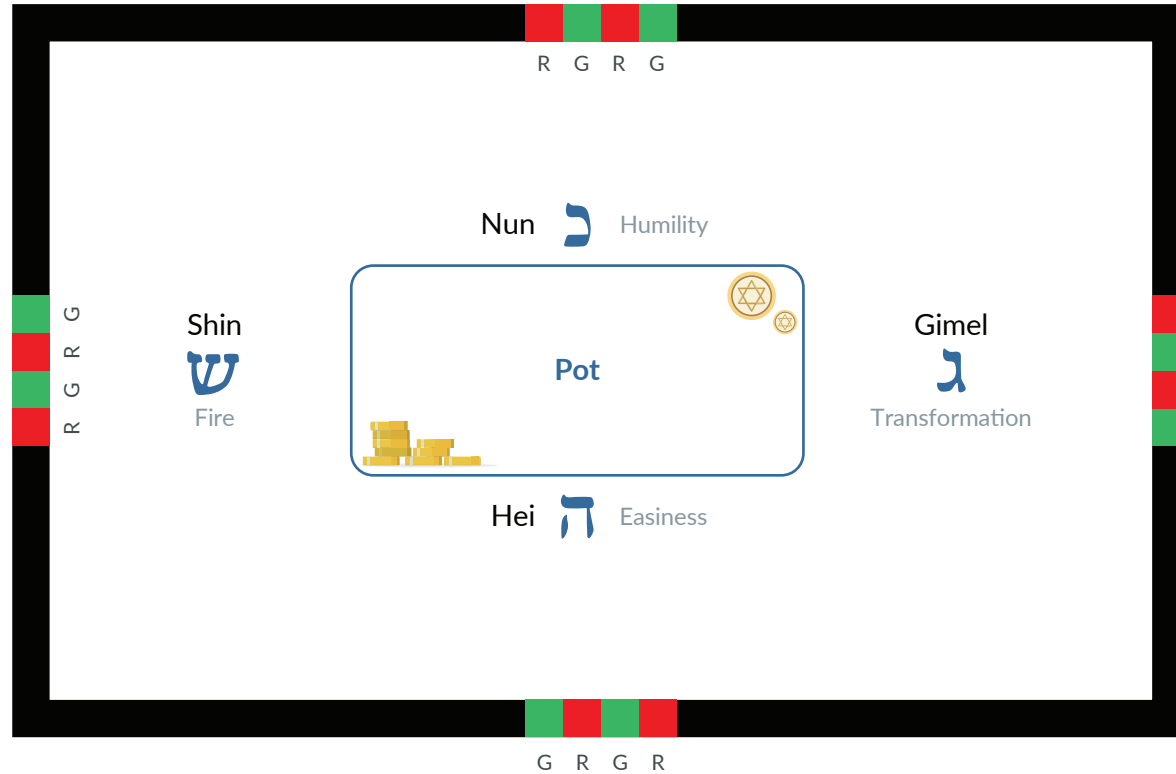 R G R G
Nun נ Humility
G
R
G
R
Shin
ש
Fire
Pot
Gimel
ג
Transformation
Hei ה Easiness
G R G R